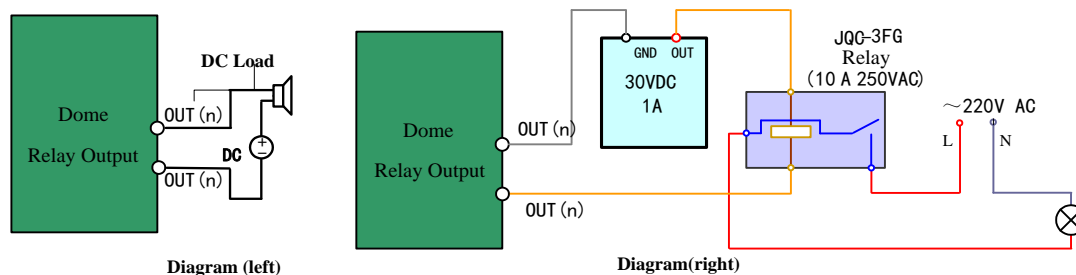 DC Load
OUT (n)
Dome
Relay Output
DC
OUT (n)
Diagram (left)
GND OUT
30VDC
1A
JQC-3FG
Relay
(10 A 250VAC)
OUT (n)
Dome
Relay Output
OUT (n)
~220V AC
L N
Diagram(right)